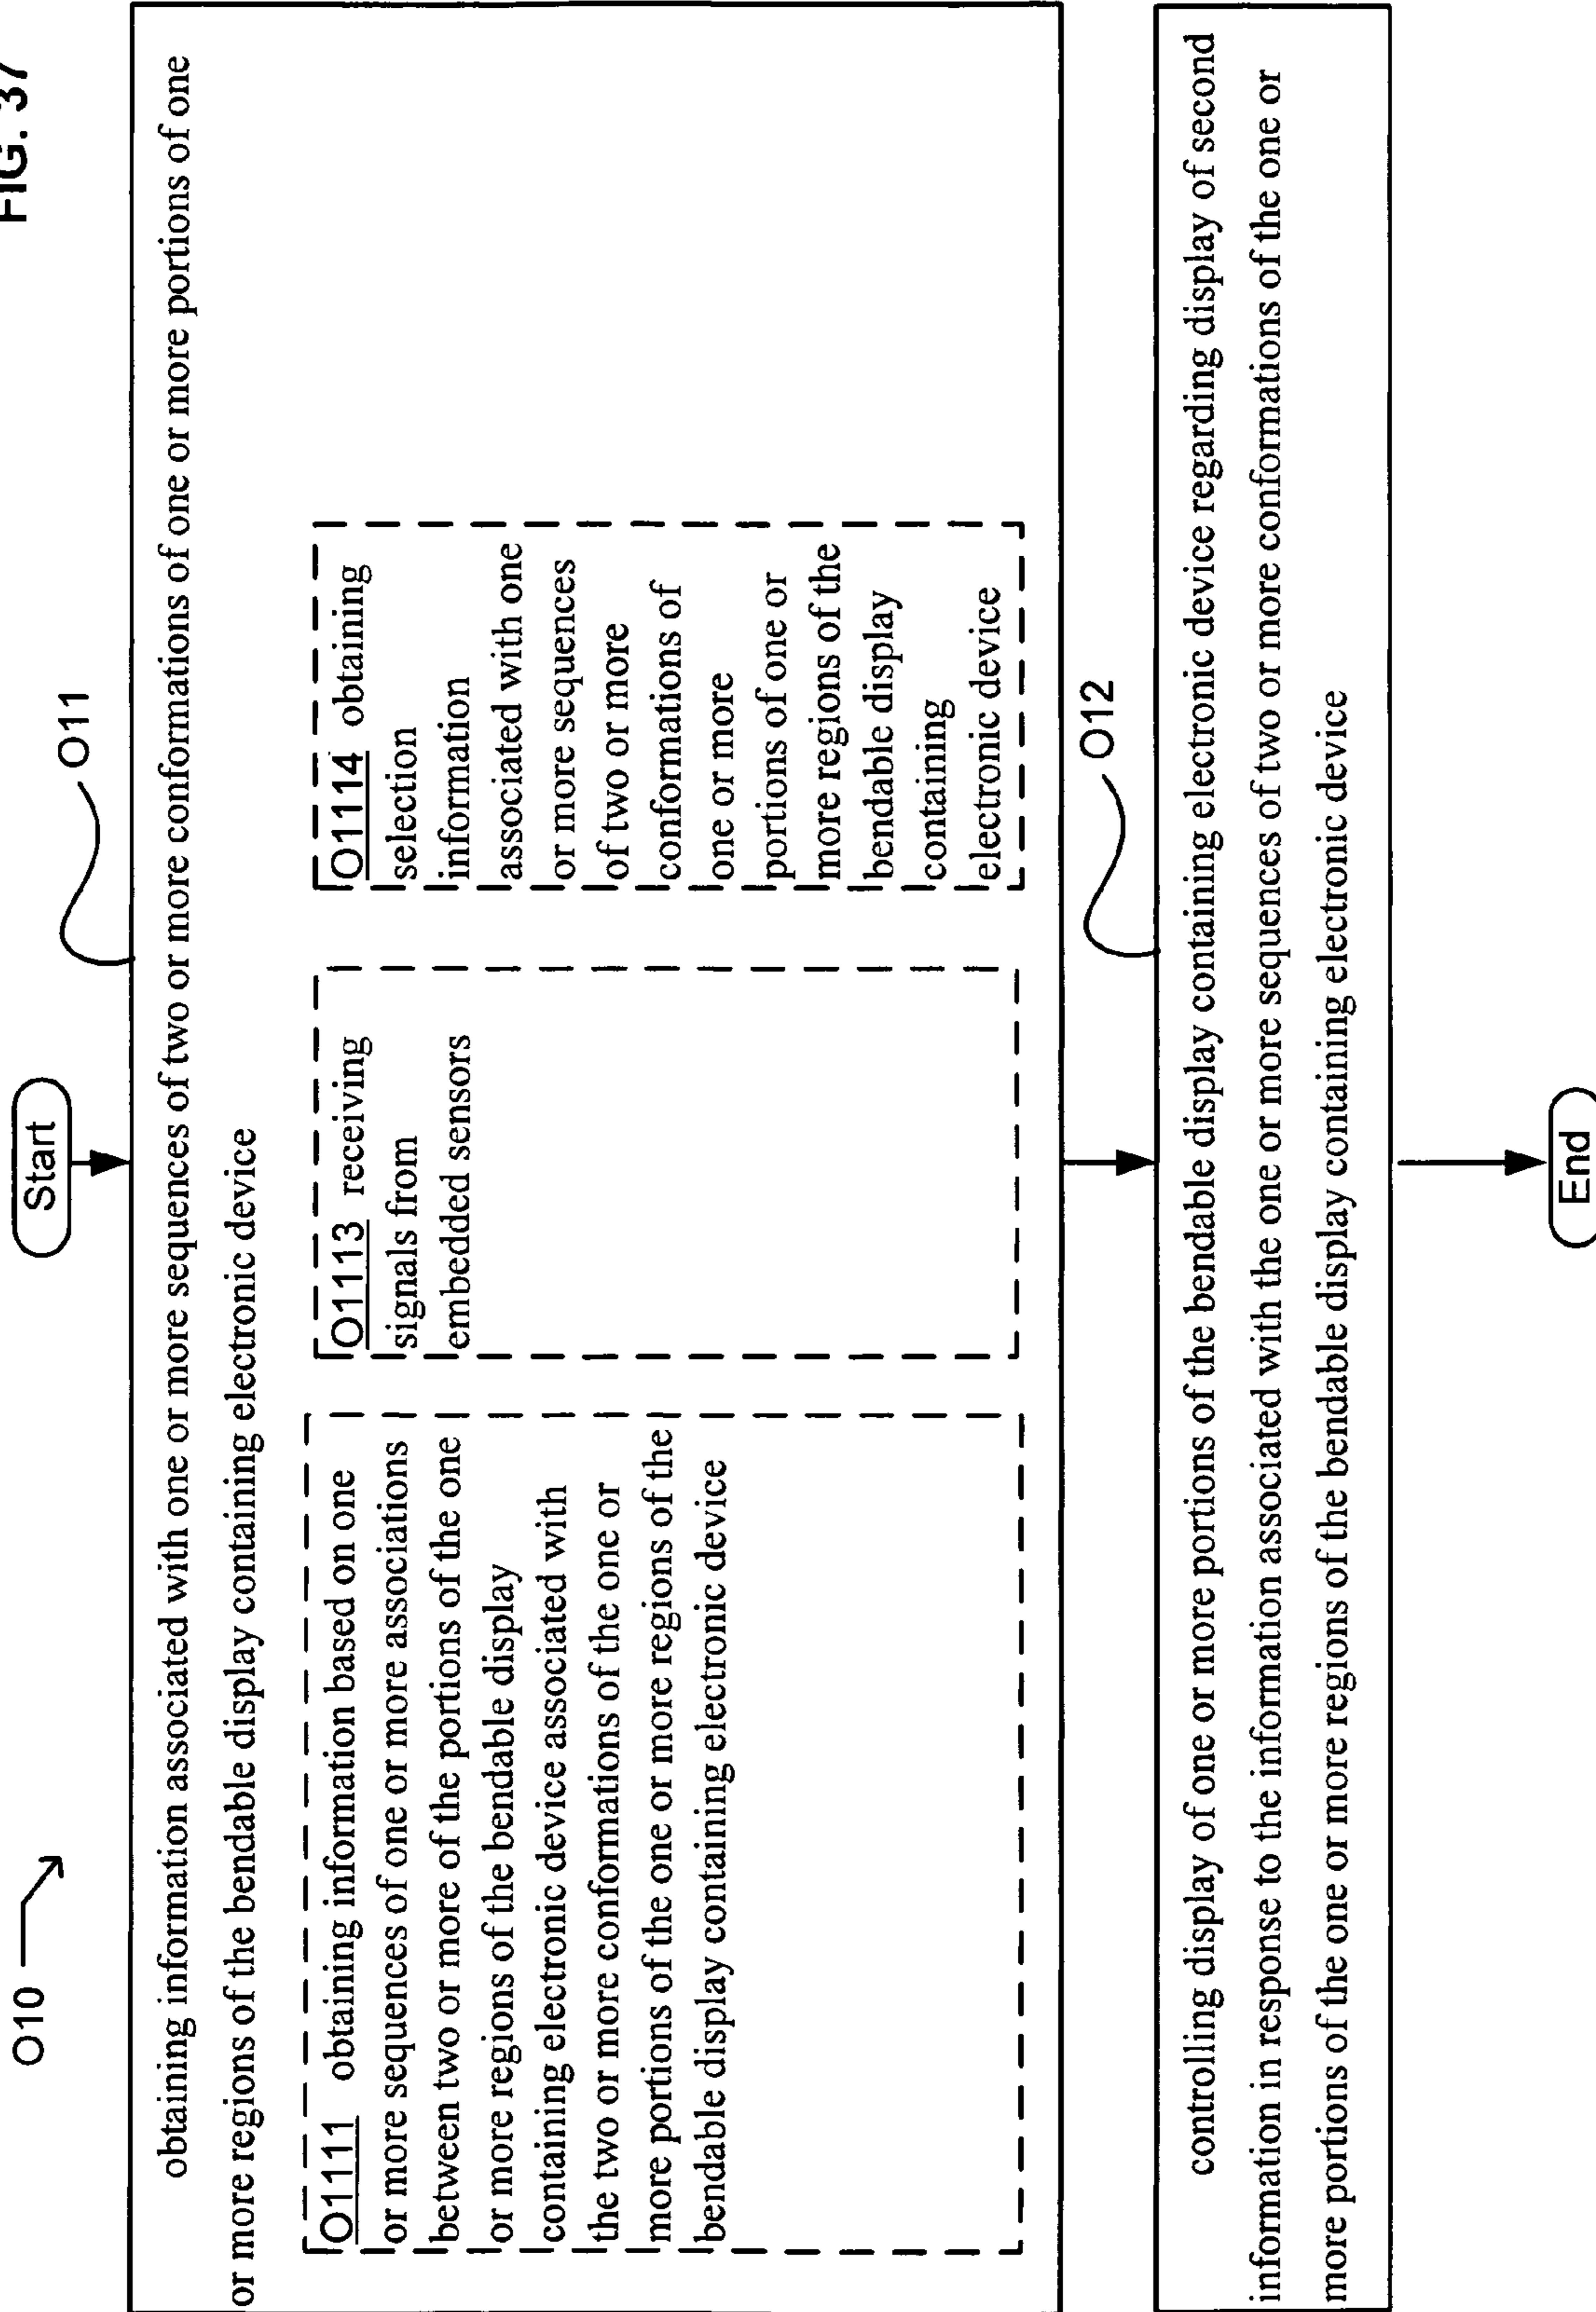 FIG. 37
O10
Start
O11
obtaining information associated with one or more sequences of two or more conformations of one or more portions of one
or more regions of the bendable display containing electronic device
O1111 obtaining information based on one
or more sequences of one or more associations
between two or more of the portions of the one
or more regions of the bendable display
containing electronic device associated with
the two or more conformations of the one or
more portions of the one or more regions of the
bendable display containing electronic device
O1113 receiving
signals from
embedded sensors
O1114 obtaining
selection
information
associated with one
or more sequences
of two or more
conformations of
one or more
portions of one or
more regions of the
bendable display
containing
electronic device
O12
controlling display of one or more portions of the bendable display containing electronic device regarding display of second
information in response to the information associated with the one or more sequences of two or more conformations of the one or
more portions of the one or more regions of the bendable display containing electronic device
End